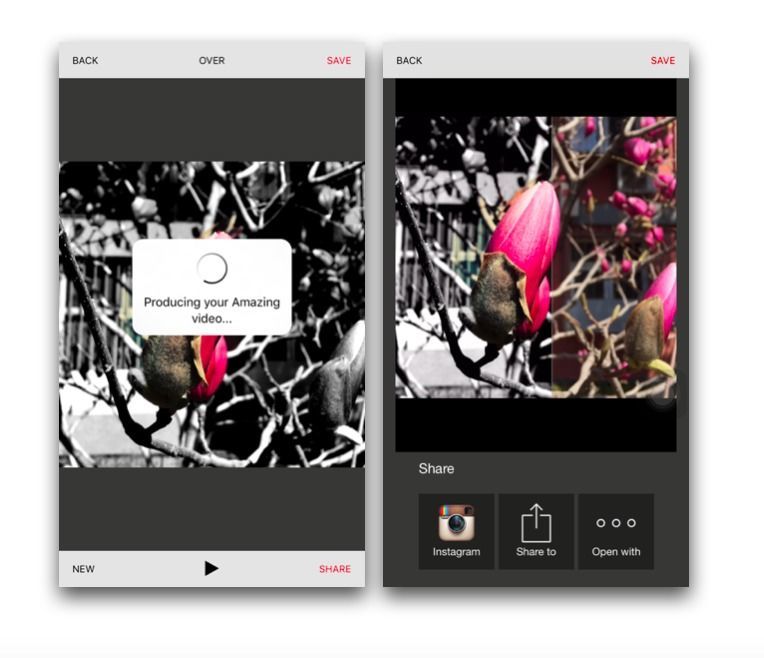 BACK OVER SAVE
Producing your Amazing
video...
NEW SHARE
BACK SAVE
Share
Instagram Share to Open with